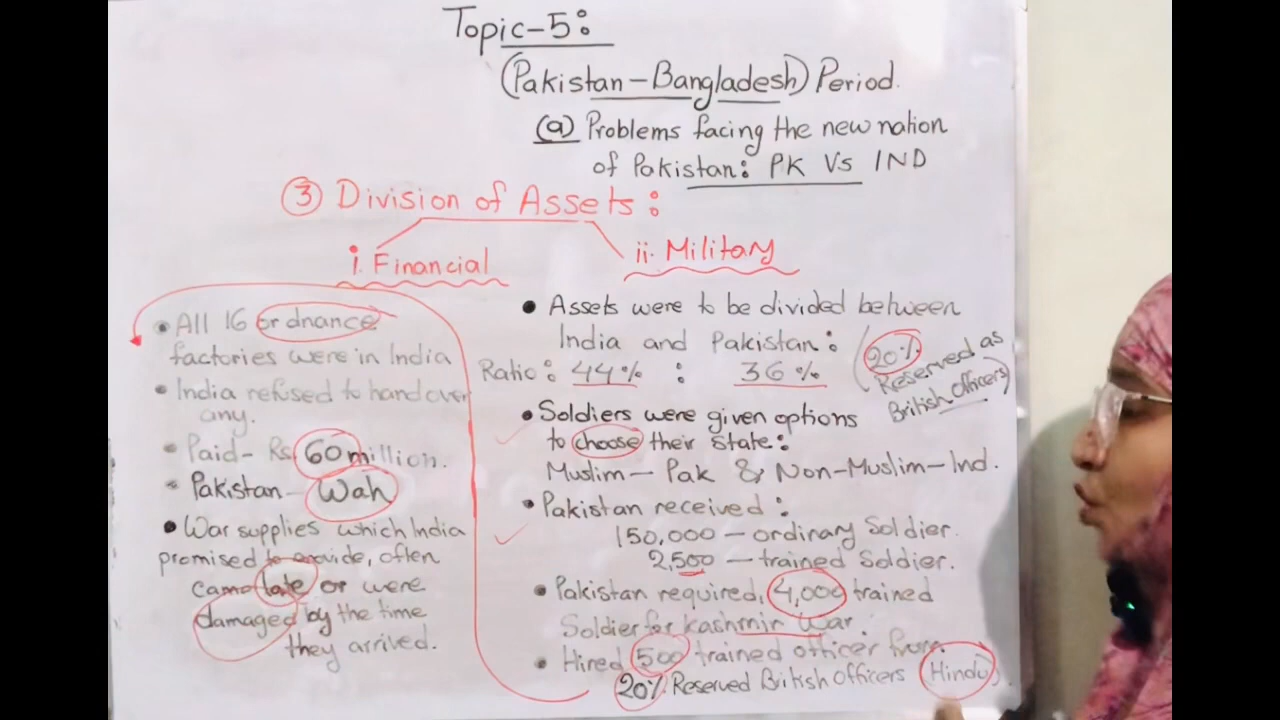 Topic-5:
(Pakistan-Bangladesh) Period.
(a) Problems facing the new nation
of Pakistan: PK Vs IND
③ Division of Assets:
i. Financial
ii. Military
• All 16 ordnance
factories were in India
• India refused to handover
any.
• Paid- Rs 60 million.
• Pakistan - Wah
• War supplies which India
promised to provide, often
came late or were
damaged by the time
they arrived.
• Assets were to be divided between
India and Pakistan:
Ratio: 44% : 36%
(20%
Reserved as
British Officers)
• Soldiers were given options
to choose their state:
Muslim - Pak & Non-Muslim-Ind.
• Pakistan received:
150,000 - ordinary Soldier.
2,500 - trained Soldier.
• Pakistan required, 4,000 trained
Soldier for Kashmir War.
• Hired 500 trained officer from
20% Reserved British Officers (Hindu).